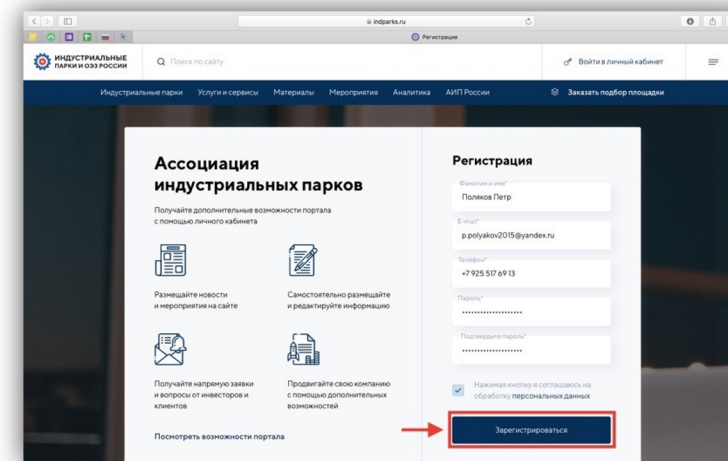 indparks.ru
Регистрация
ИНДУСТРИАЛЬНЫЕ
ПАРКИ И ОЭЗ РОССИИ
Поиск по сайту
Войти в личный кабинет
Индустриальные парки Услуги и сервисы Материалы Мероприятия Аналитика АИП России Заказать подбор площадки
Ассоциация
индустриальных парков
Получайте дополнительные возможности портала
с помощью личного кабинета
Размещайте новости
и мероприятия на сайте
Самостоятельно размещайте
и редактируйте информацию
Получайте напрямую заявки
и вопросы от инвесторов и
клиентов
Продвигайте свою компанию
с помощью дополнительных
возможностей
Посмотреть возможности портала
Регистрация
Фамилия и имя*
Поляков Петр
E-mail*
p.polyakov2015@yandex.ru
Телефон*
+7 925 517 69 13
Пароль*
Подтвердите пароль*
Нажимая кнопку я соглашаюсь на
обработку персональных данных
Зарегистрироваться